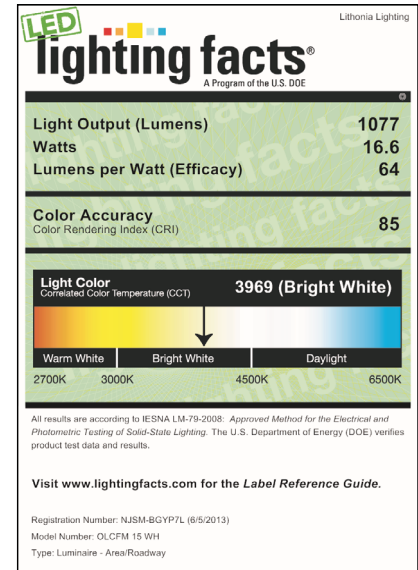 Lithonia Lighting
LED
lighting facts®
A Program of the U.S. DOE
Light Output (Lumens) 1077
Watts 16.6
Lumens per Watt (Efficacy) 64
Color Accuracy
Color Rendering Index (CRI) 85
Light Color
Correlated Color Temperature (CCT) 3969 (Bright White)
Warm White Bright White Daylight
2700K 3000K 4500K 6500K
All results are according to IESNA LM-79-2008: Approved Method for the Electrical and
Photometric Testing of Solid-State Lighting. The U.S. Department of Energy (DOE) verifies
product test data and results.
Visit www.lightingfacts.com for the Label Reference Guide.
Registration Number: NJSM-BGYP7L (6/5/2013)
Model Number: OLCFM 15 WH
Type: Luminaire - Area/Roadway